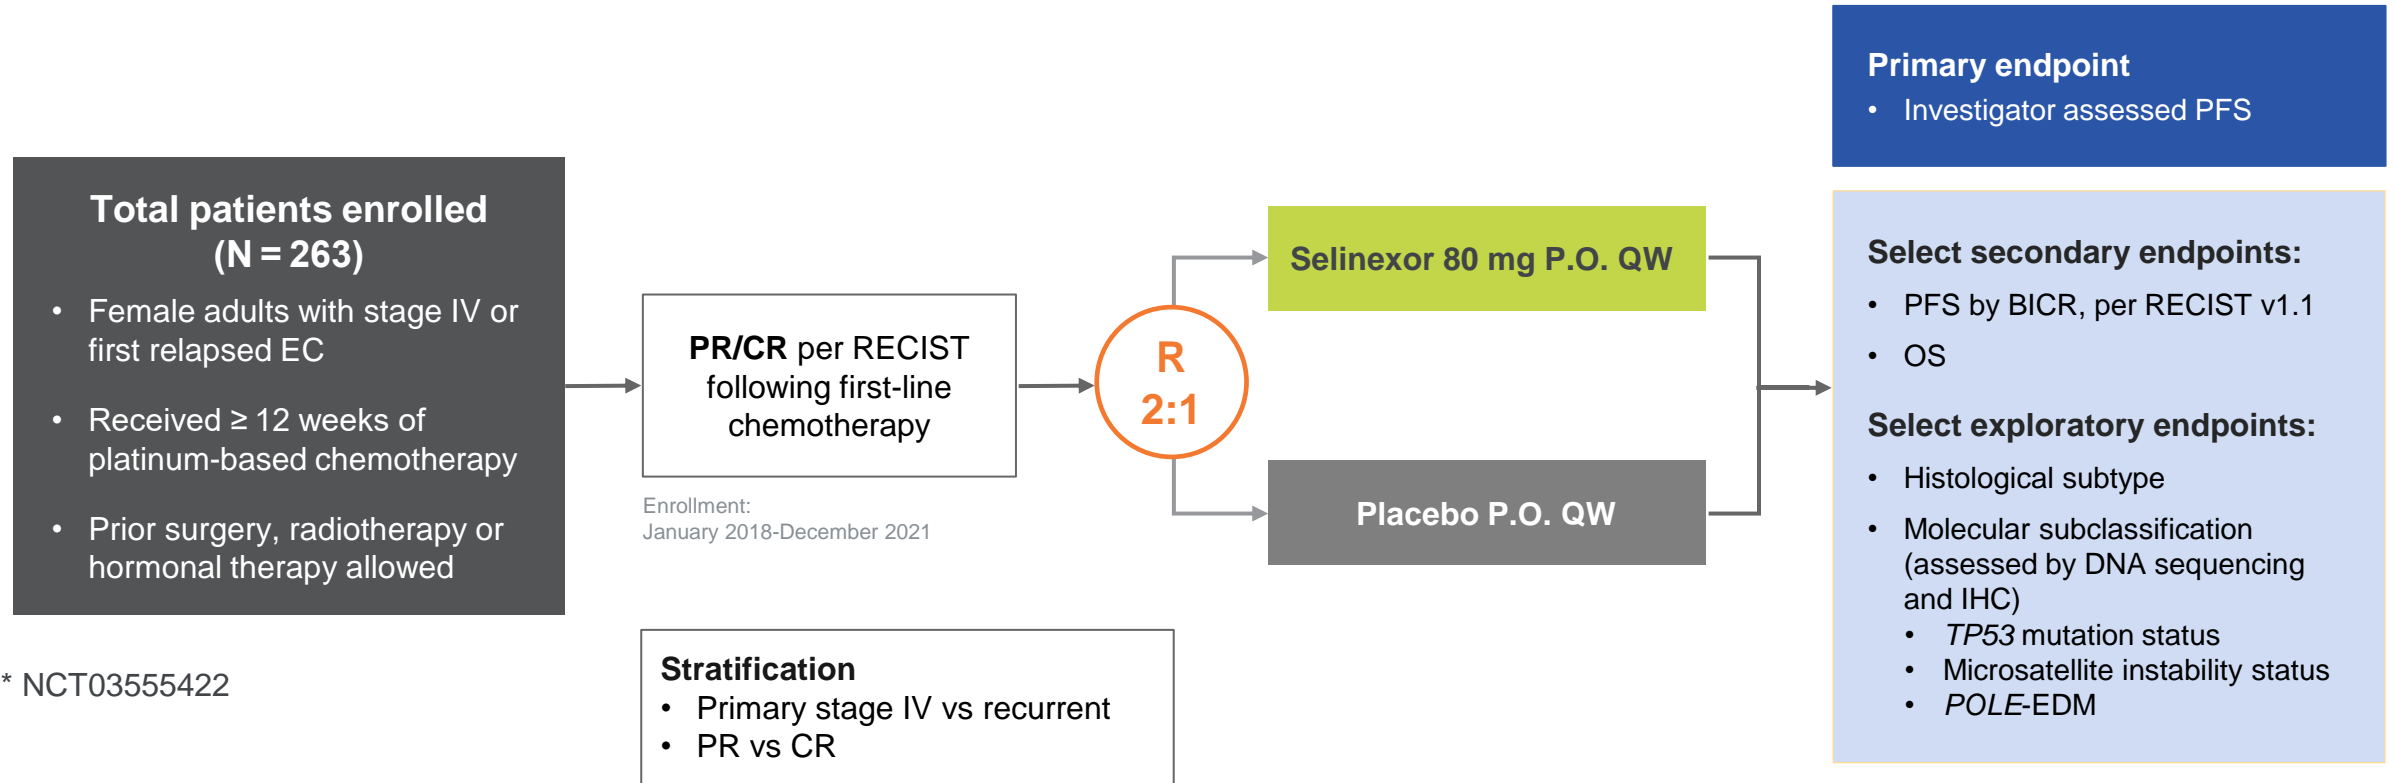 Total patients enrolled
(N = 263)
• Female adults with stage IV or
first relapsed EC
• Received ≥ 12 weeks of
platinum-based chemotherapy
• Prior surgery, radiotherapy or
hormonal therapy allowed
* NCT03555422
PR/CR per RECIST
following first-line
chemotherapy
Enrollment:
January 2018-December 2021
Stratification
• Primary stage IV vs recurrent
• PR vs CR
R
2:1
Selinexor 80 mg P.O. QW
Placebo P.O. QW
Primary endpoint
• Investigator assessed PFS
Select secondary endpoints:
• PFS by BICR, per RECIST v1.1
• OS
Select exploratory endpoints:
• Histological subtype
• Molecular subclassification
(assessed by DNA sequencing
and IHC)
• TP53 mutation status
• Microsatellite instability status
• POLE-EDM